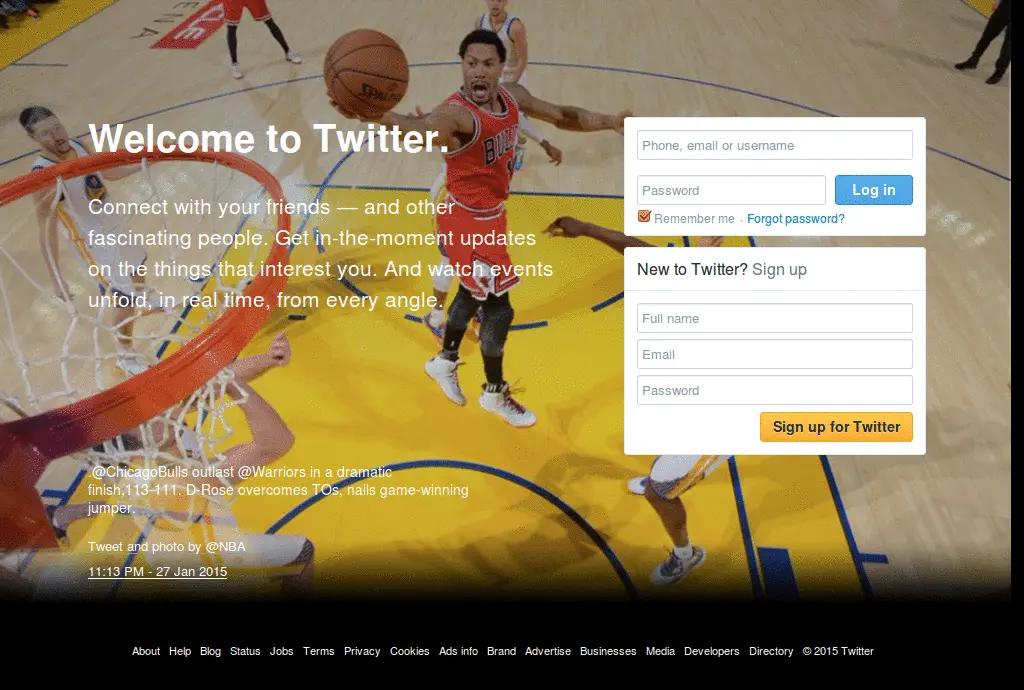 Welcome to Twitter.
Connect with your friends — and other
fascinating people. Get in-the-moment updates
on the things that interest you. And watch events
unfold, in real time, from every angle.
.@ChicagoBulls outlast @Warriors in a dramatic
finish,113-111. D-Rose overcomes TOs, nails game-winning
jumper.
Tweet and photo by @NBA
11:13 PM - 27 Jan 2015
Phone, email or username
Password
Log in
Remember me · Forgot password?
New to Twitter? Sign up
Full name
Email
Password
Sign up for Twitter
SPALDING
BULLS
About Help Blog Status Jobs Terms Privacy Cookies Ads info Brand Advertise Businesses Media Developers Directory © 2015 Twitter